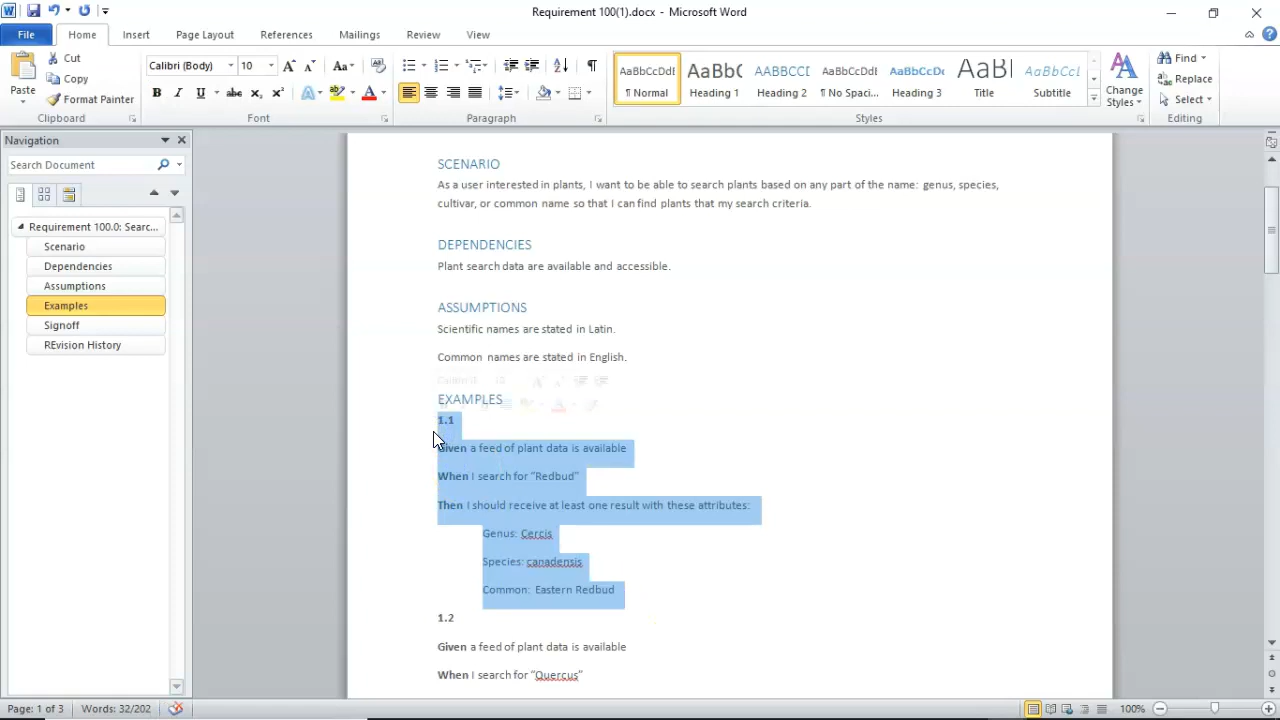 Requirement 100(1).docx - Microsoft Word
File Home Insert Page Layout References Mailings Review View
Paste
Cut
Copy
Format Painter
Clipboard
Calibri (Body) 10
Font
Paragraph
AaBbCcDdI AaBbC AABBCCI AaBbCcDd AaBbCcDc AaBl AaBbCcL
¶ Normal Heading 1 Heading 2 ¶ No Spaci... Heading 3 Title Subtitle
Change Styles
Styles
Find
Replace
Select
Editing
Navigation
Search Document
Requirement 100.0: Searc...
Scenario
Dependencies
Assumptions
Examples
Signoff
REvision History
SCENARIO
As a user interested in plants, I want to be able to search plants based on any part of the name: genus, species,
cultivar, or common name so that I can find plants that my search criteria.
DEPENDENCIES
Plant search data are available and accessible.
ASSUMPTIONS
Scientific names are stated in Latin.
Common names are stated in English.
EXAMPLES
1.1
Given a feed of plant data is available
When I search for “Redbud”
Then I should receive at least one result with these attributes:
Genus: Cercis
Species: canadensis
Common: Eastern Redbud
1.2
Given a feed of plant data is available
When I search for “Quercus”
Page: 1 of 3 Words: 32/202 100%